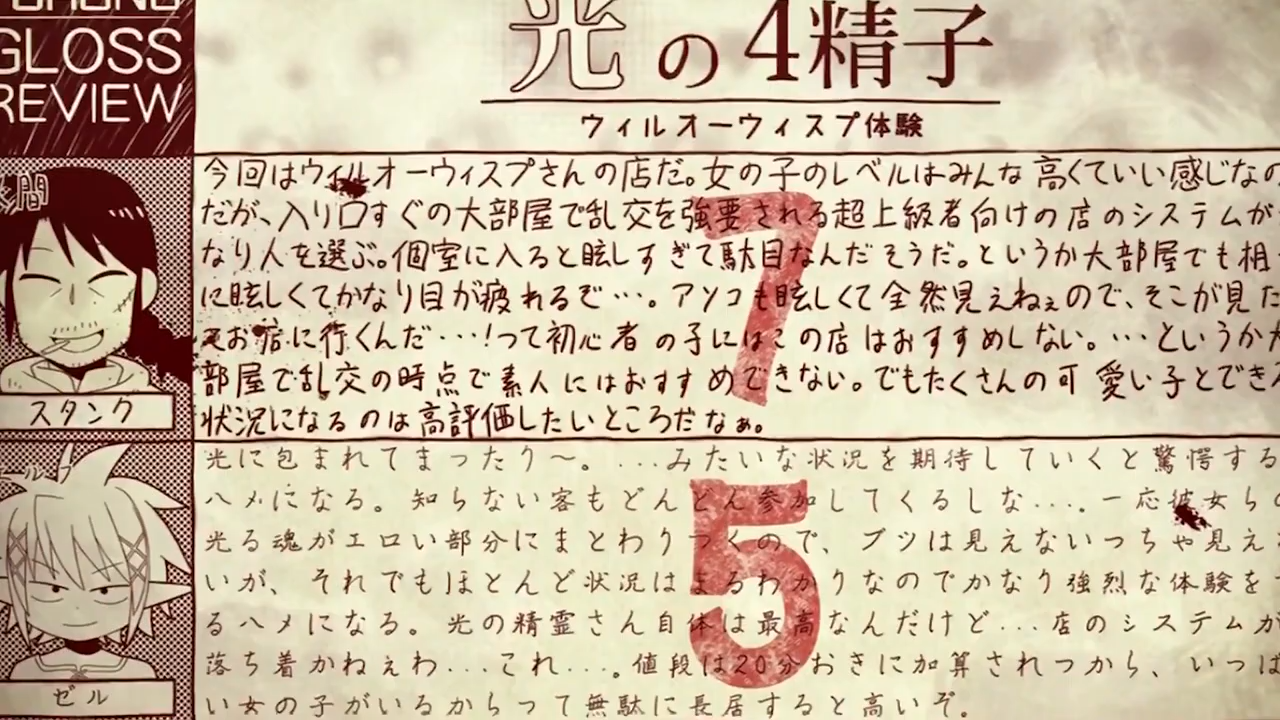 GLOSS
REVIEW
光の4精子
ウィルオーウィスプ体験
人間
今回はウィルオーウィスプさんの店だ。女の子のレベルはみんな高くていい感じなの
だが、入り口すぐの大部屋で乱交を強要される超上級者向けの店のシステムが
なり人を選ぶ。個室に入ると眩しすぎて駄目なんだそうだ。というか大部屋でも相
に眩しくてかなり目が疲れるぞ…。アソコも眩しくて全然見えねぇので、そこが見た
お店に行くんだ…!って初心者の子にはこの店はおすすめしない。…というか大
部屋で乱交の時点で素人にはおすすめできない。でもたくさんの可愛い子とできる
状況になるのは高評価したいところだなぁ。
7
スタンク
エルフ
光に包まれてまったり〜。...みたいな状況を期待していくと驚愕する
ハメになる。知らない客もどんどん参加してくるしな....一応彼女らの
光る魂がエロい部分にまとわりつくので、ブツは見えないっちゃ見えな
いが、それでもほとんど状況はまるわかりなのでかなり強烈な体験を
るハメになる。光の精霊さん自体は最高なんだけど...店のシステムが
落ち着かねぇわ...これ...。値段は20分おきに加算されっから、いっぱ
い女の子がいるからって無駄に長居すると高いぞ。
5
ゼル